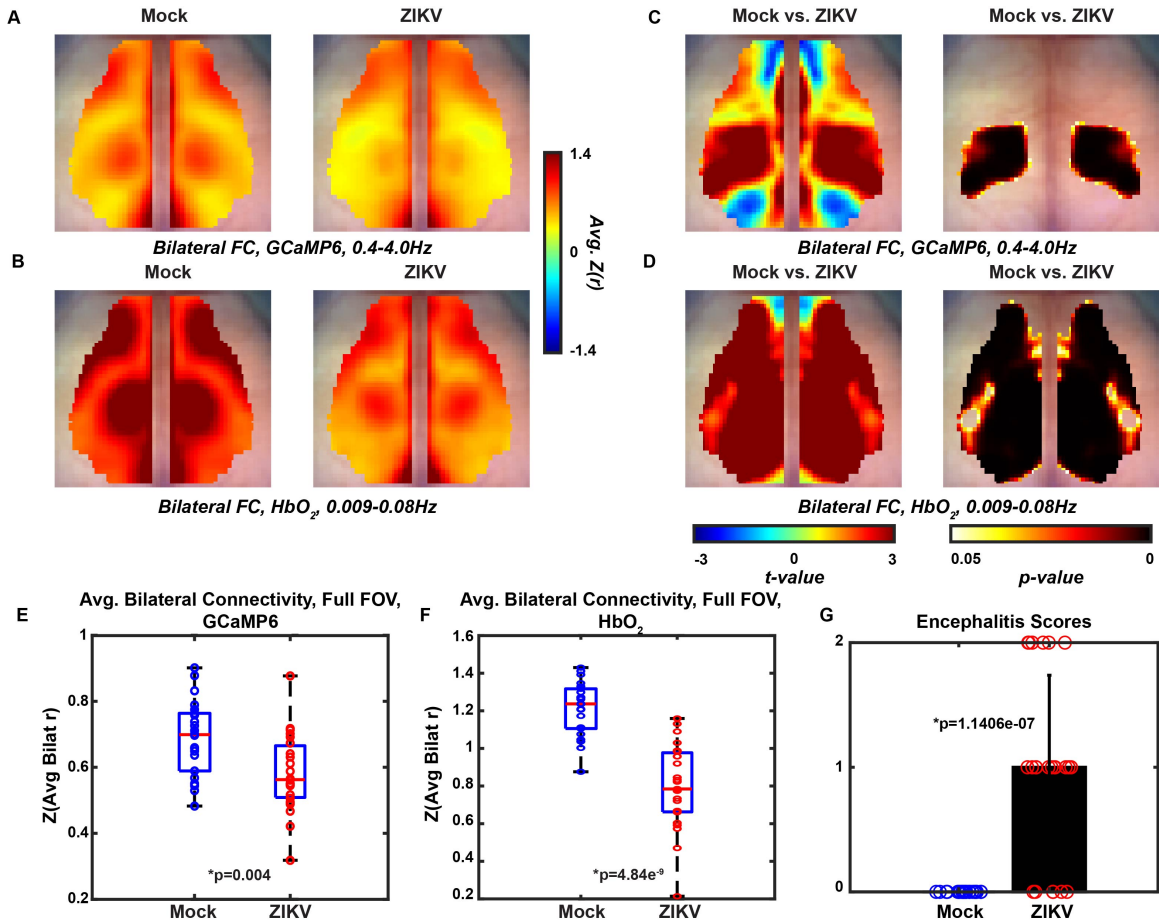 A
Mock
ZIKV
Bilateral FC, GCaMP6, 0.4-4.0Hz
B
Mock
ZIKV
Bilateral FC, HbO2, 0.009-0.08Hz
1.4
0
-1.4
Avg. Z(r)
C
Mock vs. ZIKV
Mock vs. ZIKV
Bilateral FC, GCaMP6, 0.4-4.0Hz
D
Mock vs. ZIKV
Mock vs. ZIKV
Bilateral FC, HbO2, 0.009-0.08Hz
-3
0
3
t-value
0.05
0
p-value
E
Avg. Bilateral Connectivity, Full FOV,
GCaMP6
Z(Avg Bilat r)
1
0.8
0.6
0.4
0.2
*p=0.004
Mock
ZIKV
F
Avg. Bilateral Connectivity, Full FOV,
HbO2
Z(Avg Bilat r)
1.6
1.4
1.2
1
0.8
0.6
0.4
0.2
*p=4.84e-9
Mock
ZIKV
G
Encephalitis Scores
2
1
0
*p=1.1406e-07
Mock
ZIKV